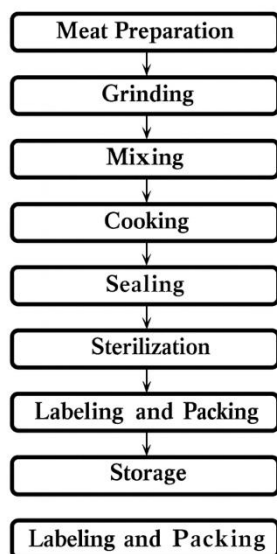 Meat Preparation
Grinding
Mixing
Cooking
Sealing
Sterilization
Labeling and Packing
Storage
Labeling and Packing